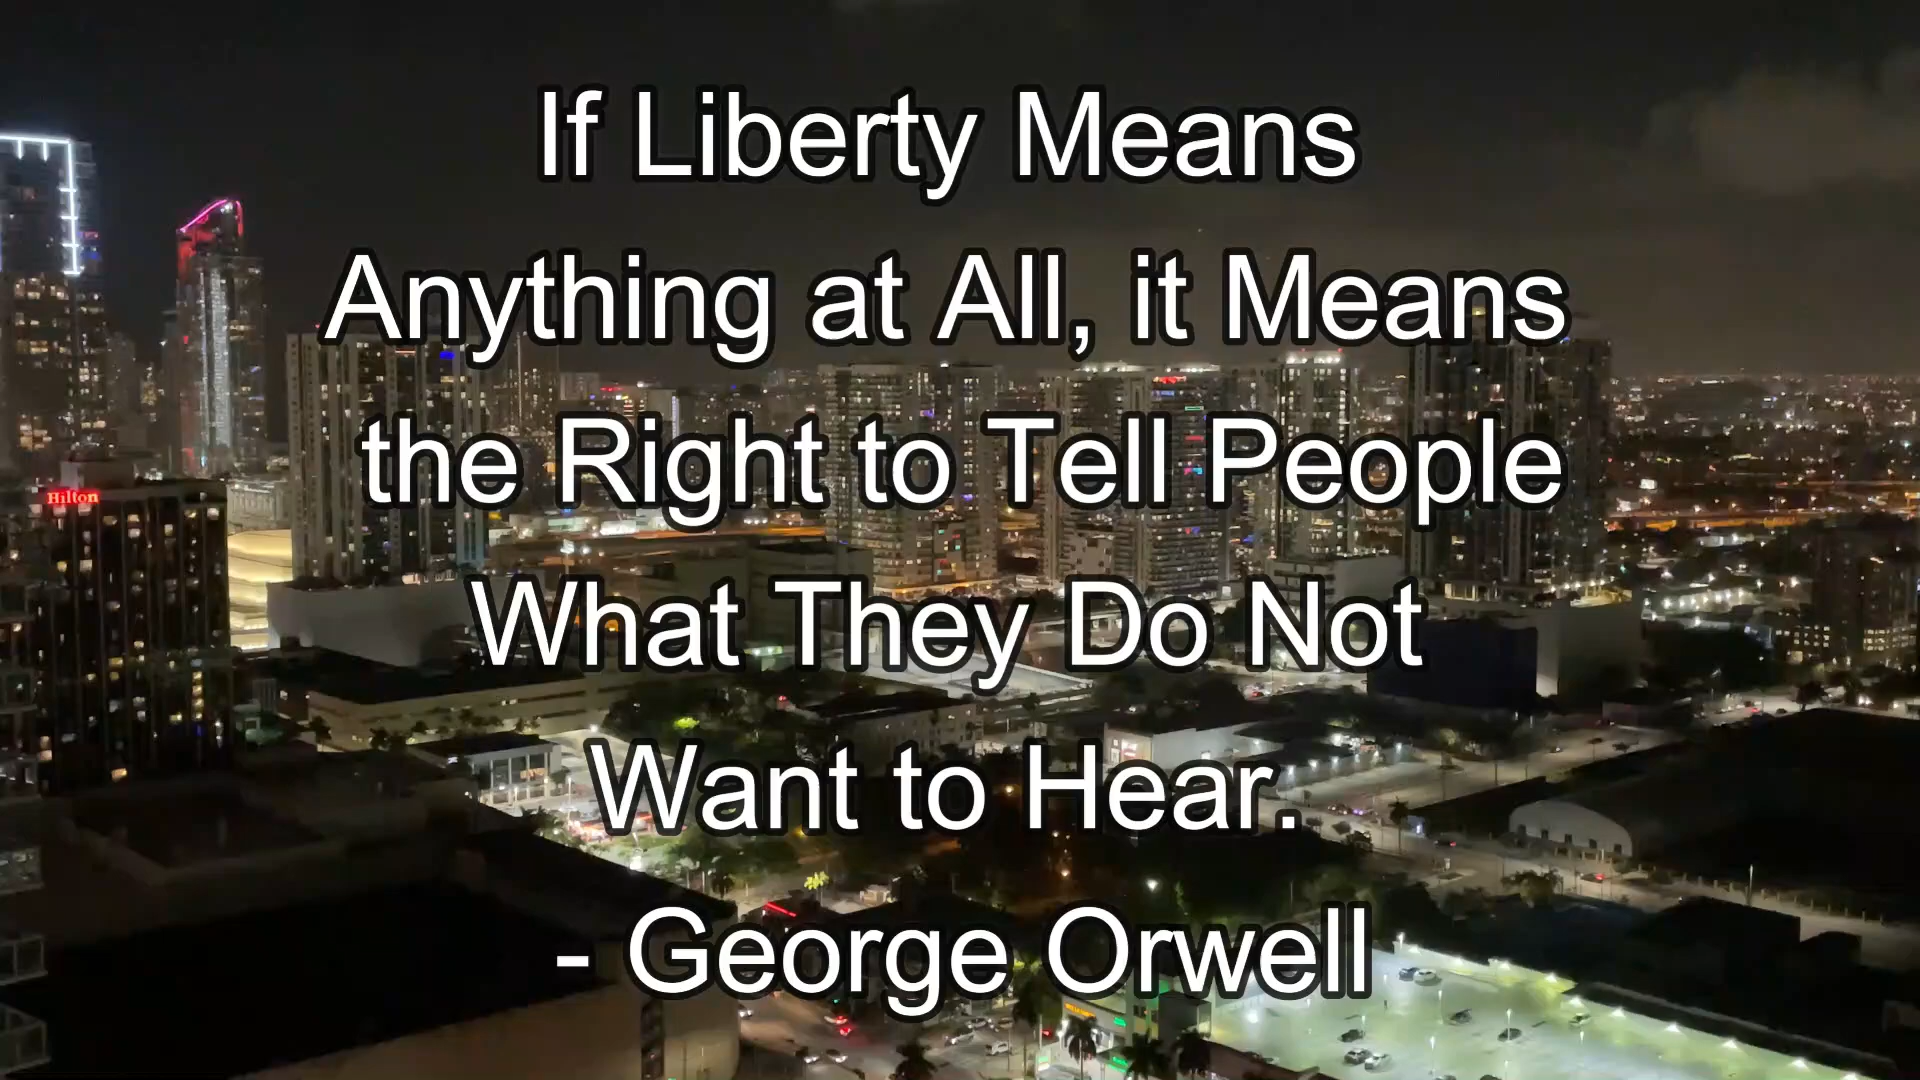 If Liberty Means
Anything at All, it Means
the Right to Tell People
What They Do Not
Want to Hear.
- George Orwell
Hilton